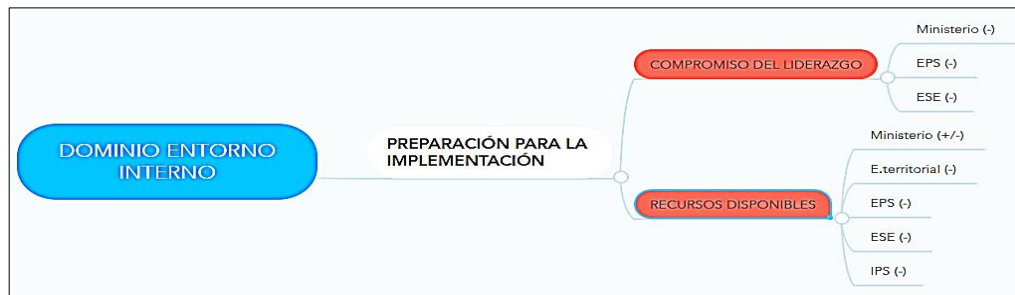 DOMINIO ENTORNO
INTERNO
PREPARACIÓN PARA LA
IMPLEMENTACIÓN
COMPROMISO DEL LIDERAZGO
Ministerio (-)
EPS (-)
ESE (-)
RECURSOS DISPONIBLES
Ministerio (+/-)
E.territorial (-)
EPS (-)
ESE (-)
IPS (-)